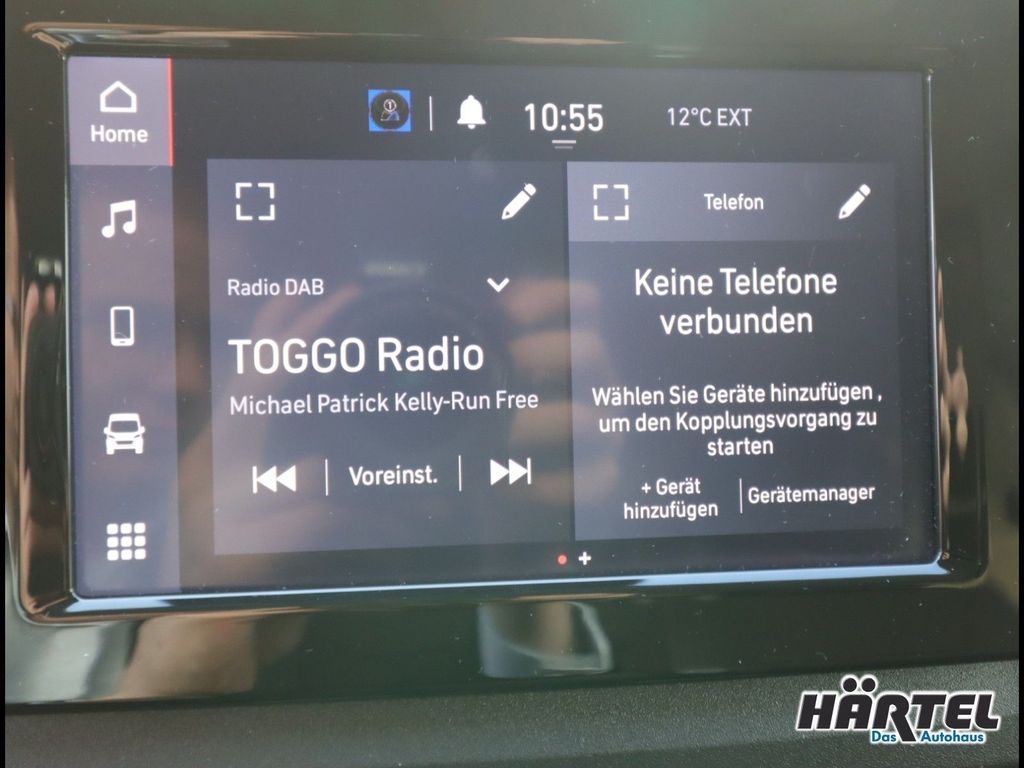 Home
1
10:55
12°C EXT
Radio DAB
TOGGO Radio
Michael Patrick Kelly-Run Free
Voreinst.
Telefon
Keine Telefone
verbunden
Wählen Sie Geräte hinzufügen ,
um den Kopplungsvorgang zu
starten
+ Gerät
hinzufügen
Gerätemanager
HÄRTEL
Das Autohaus